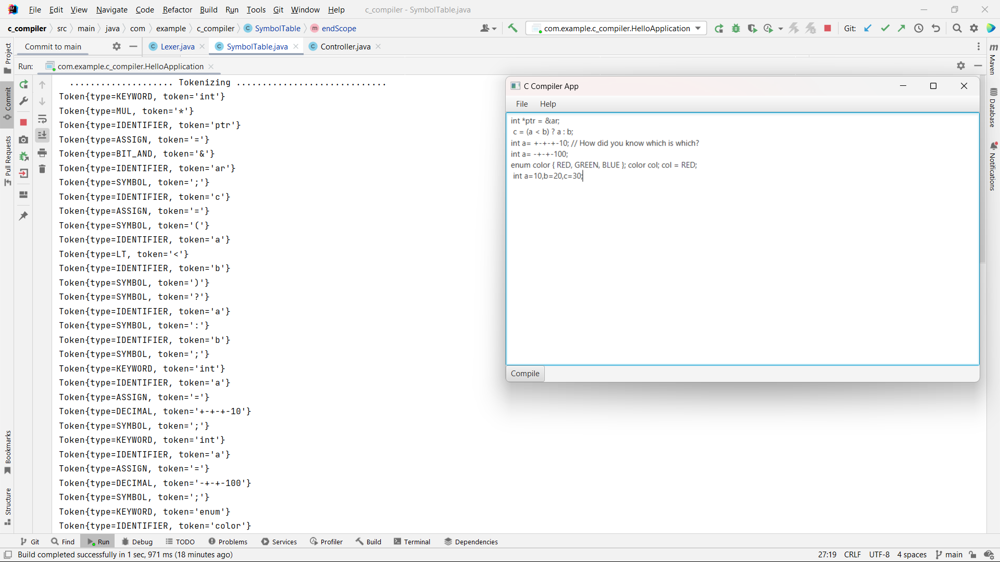 File Edit View Navigate Code Refactor Build Run Tools Git Window Help c_compiler - SymbolTable.java
c_compiler src main java com example c_compiler SymbolTable endScope com.example.c_compiler.HelloApplication Git:
Commit to main Lexer.java SymbolTable.java Controller.java
Run: com.example.c_compiler.HelloApplication
Project
Commit
Pull Requests
Bookmarks
Structure
.................... Tokenizing .............................
Token{type=KEYWORD, token='int'}
Token{type=MUL, token='*'}
Token{type=IDENTIFIER, token='ptr'}
Token{type=ASSIGN, token='='}
Token{type=BIT_AND, token='&'}
Token{type=IDENTIFIER, token='ar'}
Token{type=SYMBOL, token=';'}
Token{type=IDENTIFIER, token='c'}
Token{type=ASSIGN, token='='}
Token{type=SYMBOL, token='('}
Token{type=IDENTIFIER, token='a'}
Token{type=LT, token='<'}
Token{type=IDENTIFIER, token='b'}
Token{type=SYMBOL, token=')'}
Token{type=SYMBOL, token='?'}
Token{type=IDENTIFIER, token='a'}
Token{type=SYMBOL, token=':'}
Token{type=IDENTIFIER, token='b'}
Token{type=SYMBOL, token=';'}
Token{type=KEYWORD, token='int'}
Token{type=IDENTIFIER, token='a'}
Token{type=ASSIGN, token='='}
Token{type=DECIMAL, token='+-+-+-10'}
Token{type=SYMBOL, token=';'}
Token{type=KEYWORD, token='int'}
Token{type=IDENTIFIER, token='a'}
Token{type=ASSIGN, token='='}
Token{type=DECIMAL, token='-+-+-100'}
Token{type=SYMBOL, token=';'}
Token{type=KEYWORD, token='enum'}
Token{type=IDENTIFIER, token='color'}
C Compiler App
File Help
int *ptr = &ar;
c = (a < b) ? a : b;
int a= +-+-+-10; // How did you know which is which?
int a= -+-+-100;
enum color { RED, GREEN, BLUE }; color col; col = RED;
int a=10,b=20,c=30;
Compile
m
Maven
Database
Notifications
Git Find Run Debug TODO Problems Services Profiler Build Terminal Dependencies
Build completed successfully in 1 sec, 971 ms (18 minutes ago) 27:19 CRLF UTF-8 4 spaces main